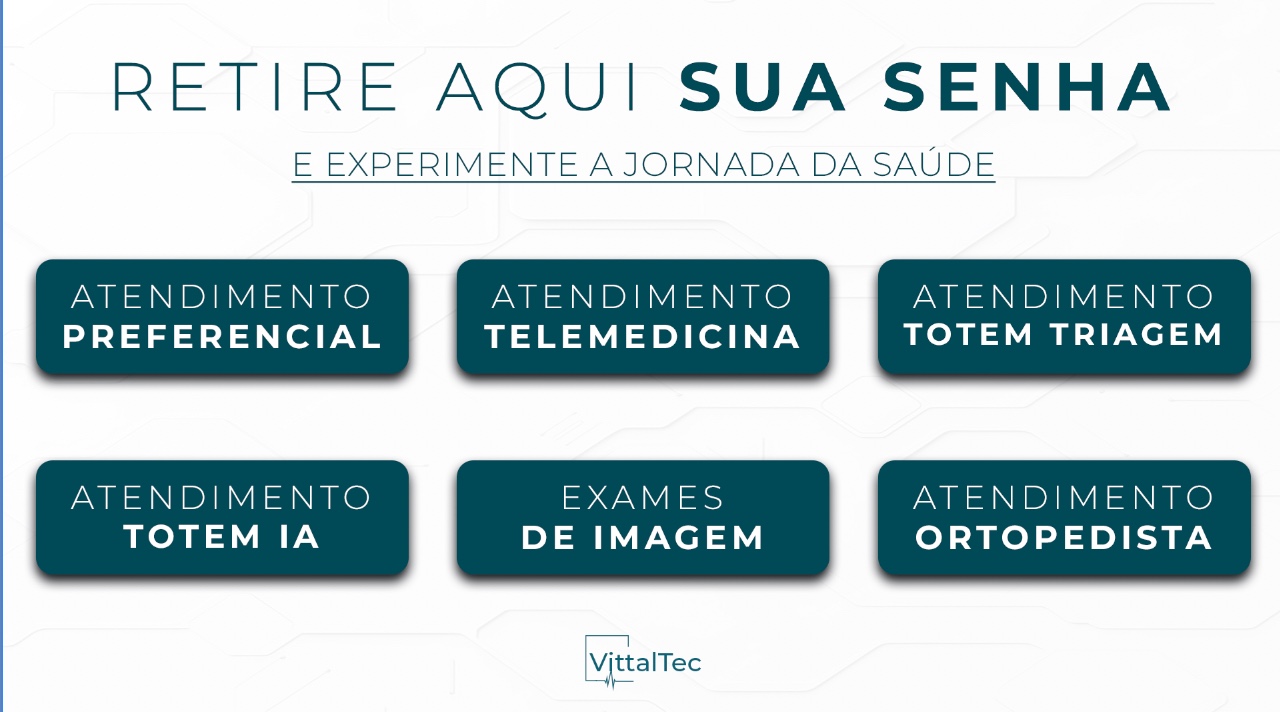 RETIRE AQUI SUA SENHA
E EXPERIMENTE A JORNADA DA SAÚDE
ATENDIMENTO
PREFERENCIAL
ATENDIMENTO
TELEMEDICINA
ATENDIMENTO
TOTEM TRIAGEM
ATENDIMENTO
TOTEM IA
EXAMES
DE IMAGEM
ATENDIMENTO
ORTOPEDISTA
VittalTec